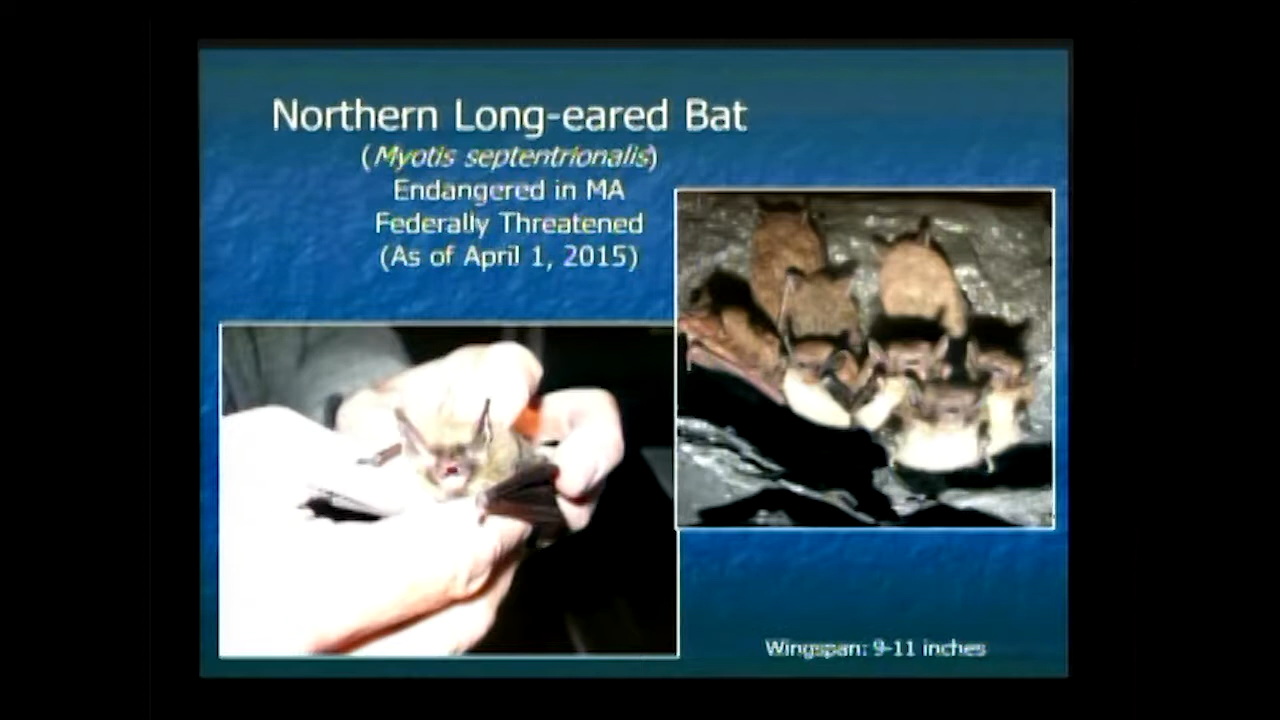 Northern Long-eared Bat
(Myotis septentrionalis)
Endangered in MA
Federally Threatened
(As of April 1, 2015)
Wingspan: 9-11 inches